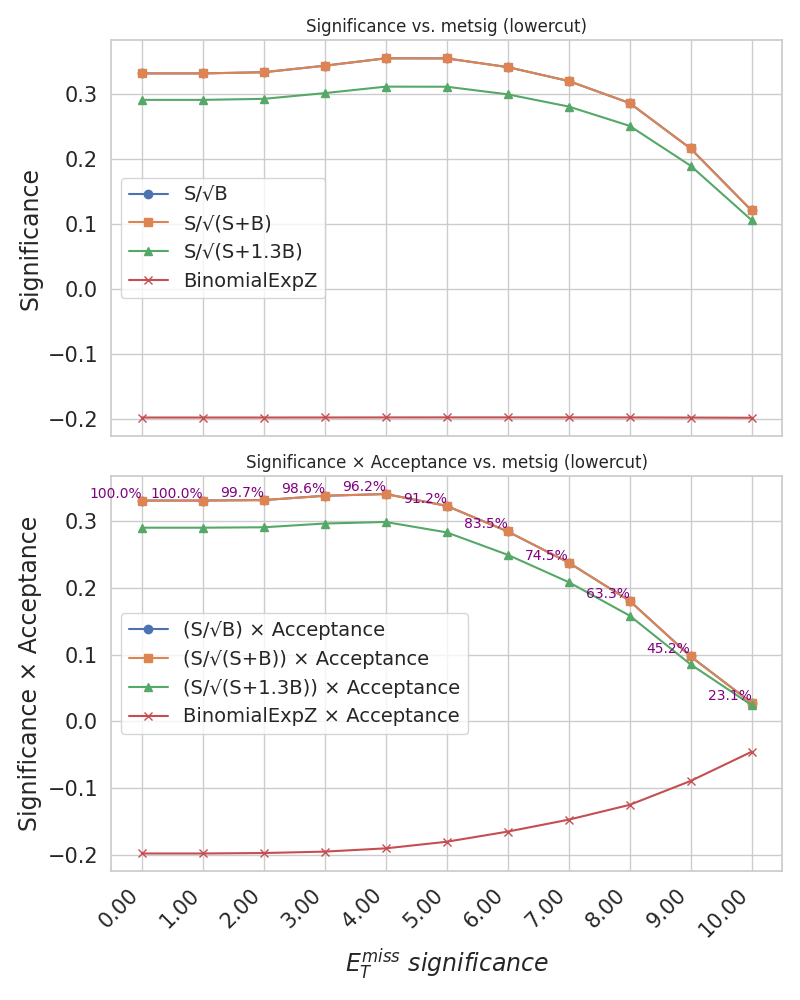 Significance vs. metsig (lowercut)
0.3
0.2
0.1
0.0
−0.1
−0.2
Significance
S/√B
S/√(S+B)
S/√(S+1.3B)
BinomialExpZ
Significance × Acceptance vs. metsig (lowercut)
100.0% 100.0% 99.7% 98.6% 96.2% 91.2% 83.5% 74.5% 63.3% 45.2% 23.1%
0.3
0.2
0.1
0.0
−0.1
−0.2
Significance × Acceptance
(S/√B) × Acceptance
(S/√(S+B)) × Acceptance
(S/√(S+1.3B)) × Acceptance
BinomialExpZ × Acceptance
0.00 1.00 2.00 3.00 4.00 5.00 6.00 7.00 8.00 9.00 10.00
E_T^{miss} significance